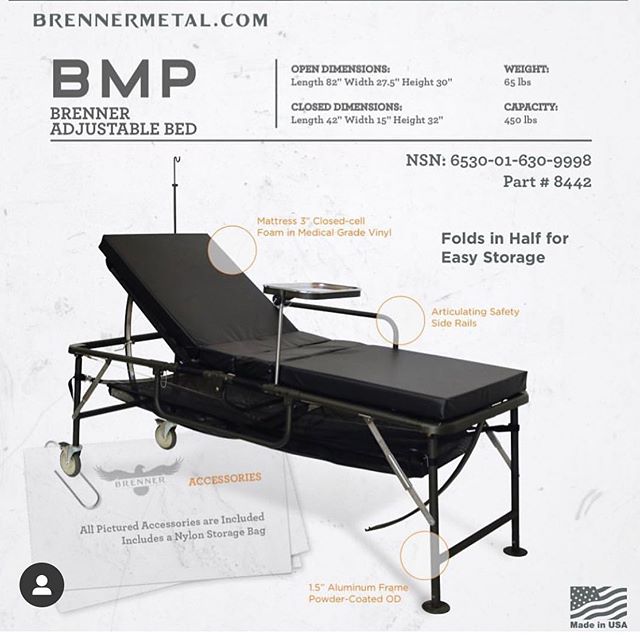 BRENNERMETAL.COM
BMP
BRENNER
ADJUSTABLE BED
OPEN DIMENSIONS:
Length 82" Width 27.5" Height 30"
CLOSED DIMENSIONS:
Length 42" Width 15" Height 32"
WEIGHT:
65 lbs
CAPACITY:
450 lbs
NSN: 6530-01-630-9998
Part # 8442
Mattress 3" Closed-cell
Foam in Medical Grade Vinyl
Folds in Half for
Easy Storage
Articulating Safety
Side Rails
BRENNER
ACCESSORIES
All Pictured Accessories are Included
Includes a Nylon Storage Bag
1.5" Aluminum Frame
Powder-Coated OD
Made in USA